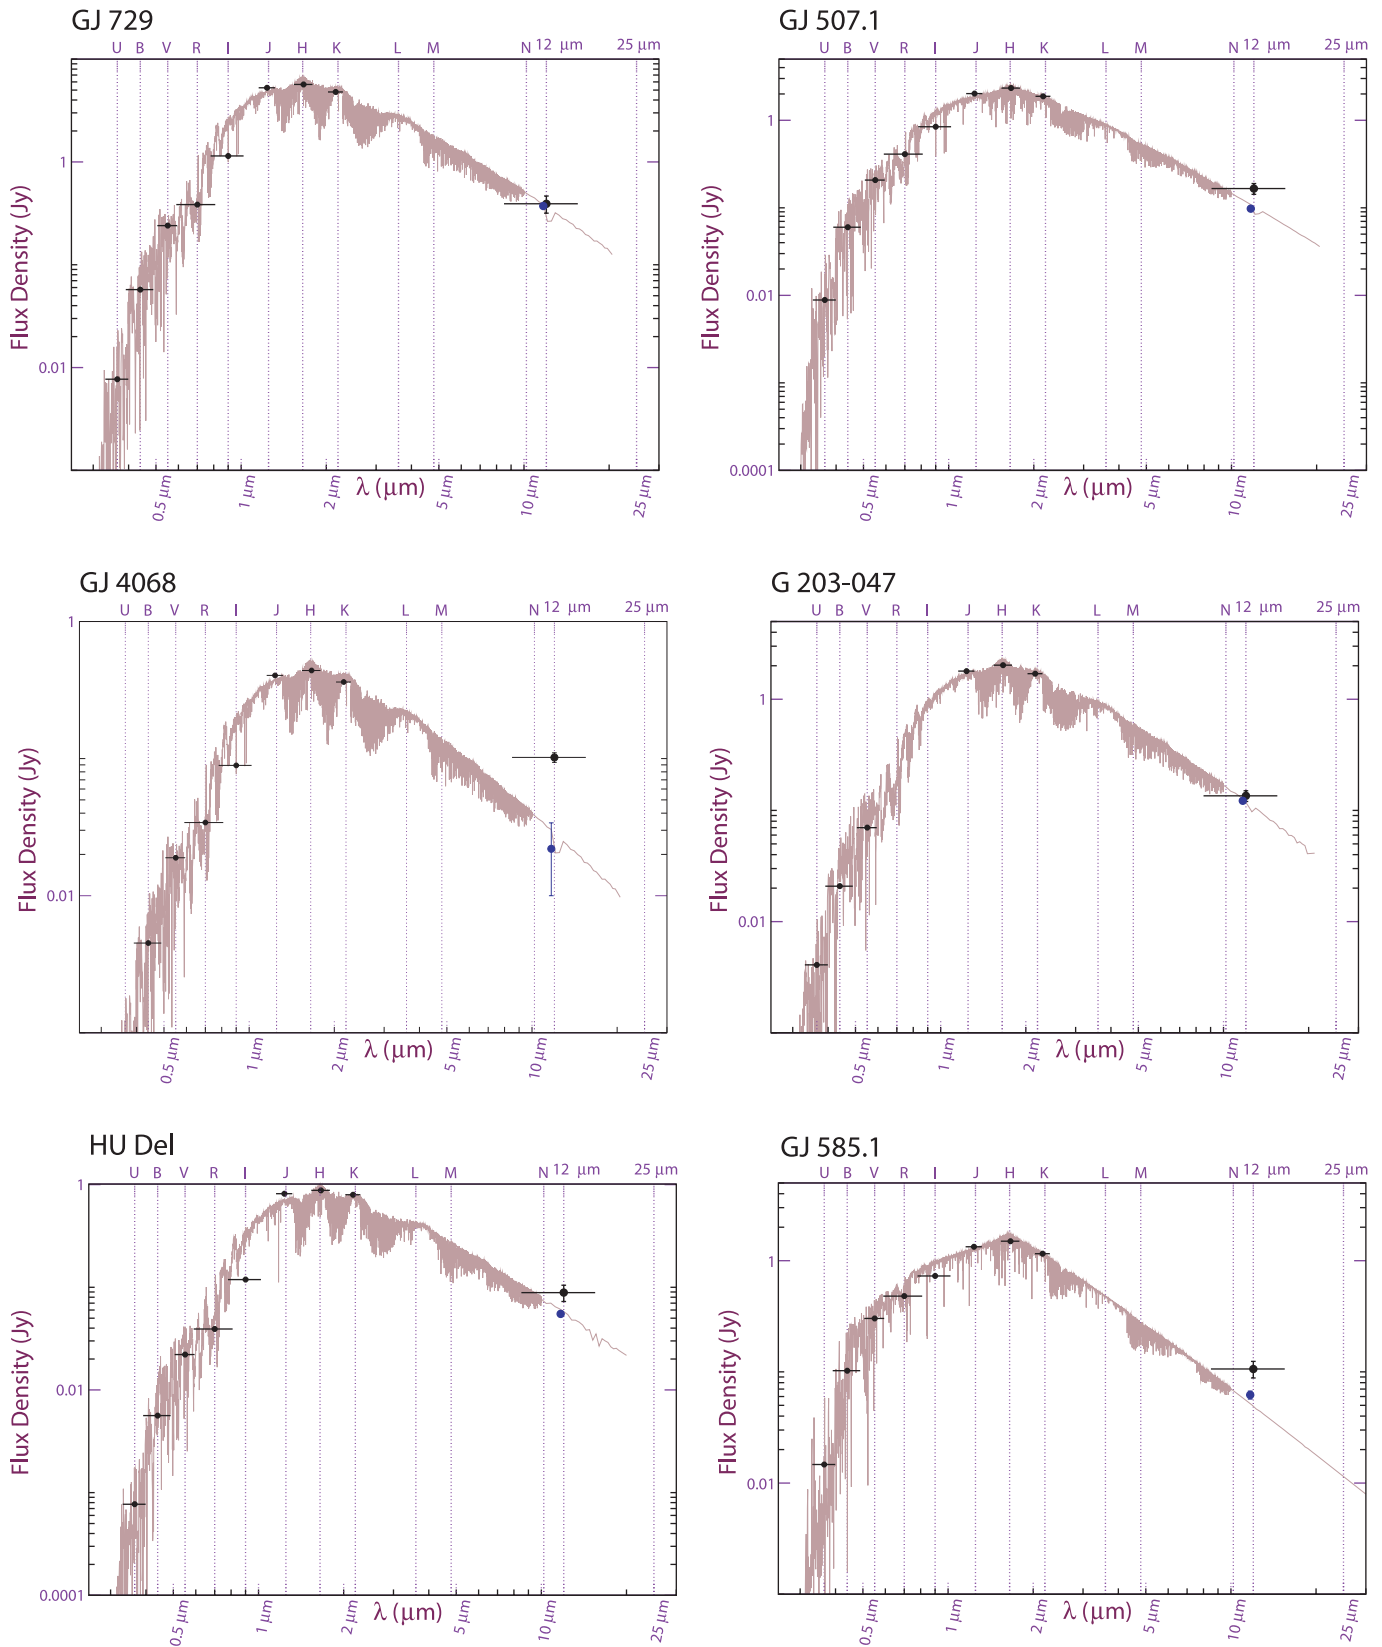 GJ 729
U B V R I J H K L M N 12 μm 25 μm
1
0.01
Flux Density (Jy)
0.5 μm 1 μm 2 μm 5 μm 10 μm 25 μm
λ (μm)
GJ 507.1
U B V R I J H K L M N 12 μm 25 μm
1
0.01
0.0001
Flux Density (Jy)
0.5 μm 1 μm 2 μm 5 μm 10 μm 25 μm
λ (μm)
GJ 4068
U B V R I J H K L M N 12 μm 25 μm
1
0.01
Flux Density (Jy)
0.5 μm 1 μm 2 μm 5 μm 10 μm 25 μm
λ (μm)
G 203-047
U B V R I J H K L M N 12 μm 25 μm
1
0.01
Flux Density (Jy)
0.5 μm 1 μm 2 μm 5 μm 10 μm 25 μm
λ (μm)
HU Del
U B V R I J H K L M N 12 μm 25 μm
1
0.01
0.0001
Flux Density (Jy)
0.5 μm 1 μm 2 μm 5 μm 10 μm 25 μm
λ (μm)
GJ 585.1
U B V R I J H K L M N 12 μm 25 μm
1
0.01
Flux Density (Jy)
0.5 μm 1 μm 2 μm 5 μm 10 μm 25 μm
λ (μm)